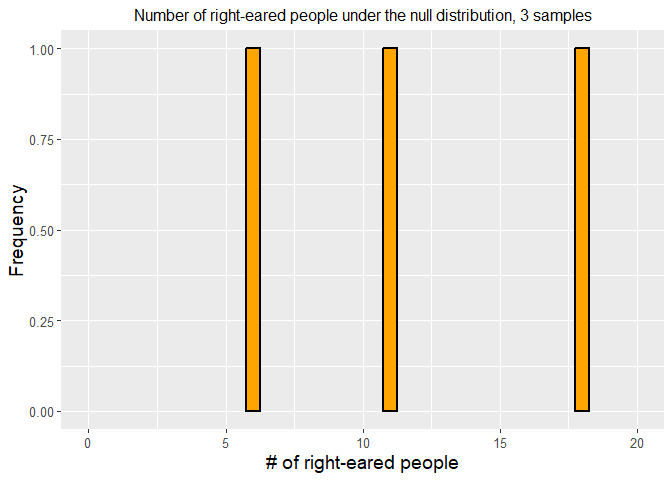 Number of right-eared people under the null distribution, 3 samples
1.00
0.75
0.50
0.25
0.00
Frequency
0 5 10 15 20
# of right-eared people